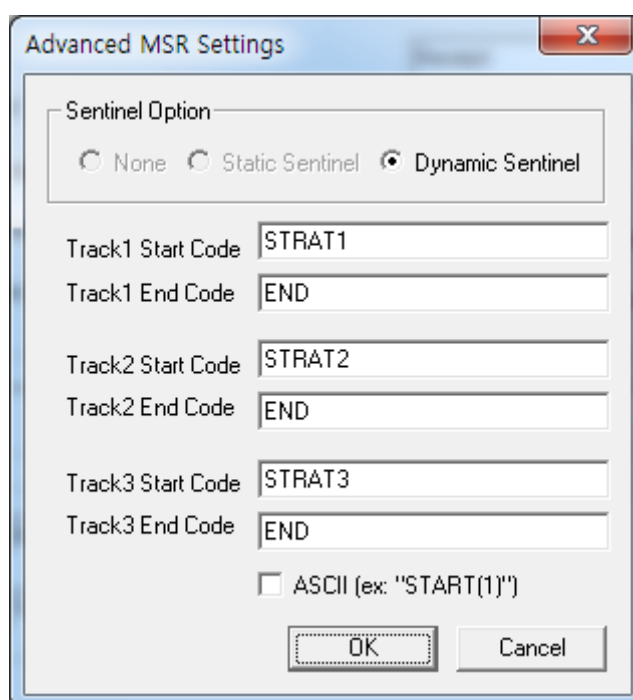 Advanced MSR Settings
Sentinel Option
None Static Sentinel Dynamic Sentinel
Track1 Start Code STRAT1
Track1 End Code END
Track2 Start Code STRAT2
Track2 End Code END
Track3 Start Code STRAT3
Track3 End Code END
ASCII (ex: "START(1)")
OK Cancel